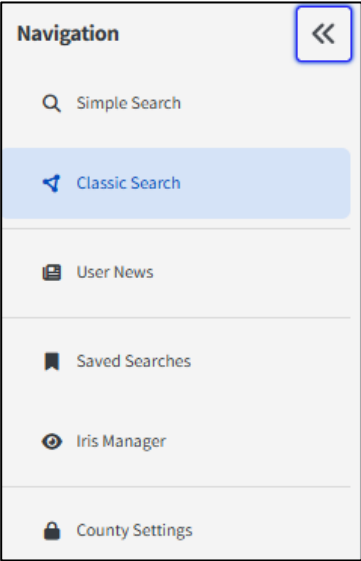 Navigation
Simple Search
Classic Search
User News
Saved Searches
Iris Manager
County Settings